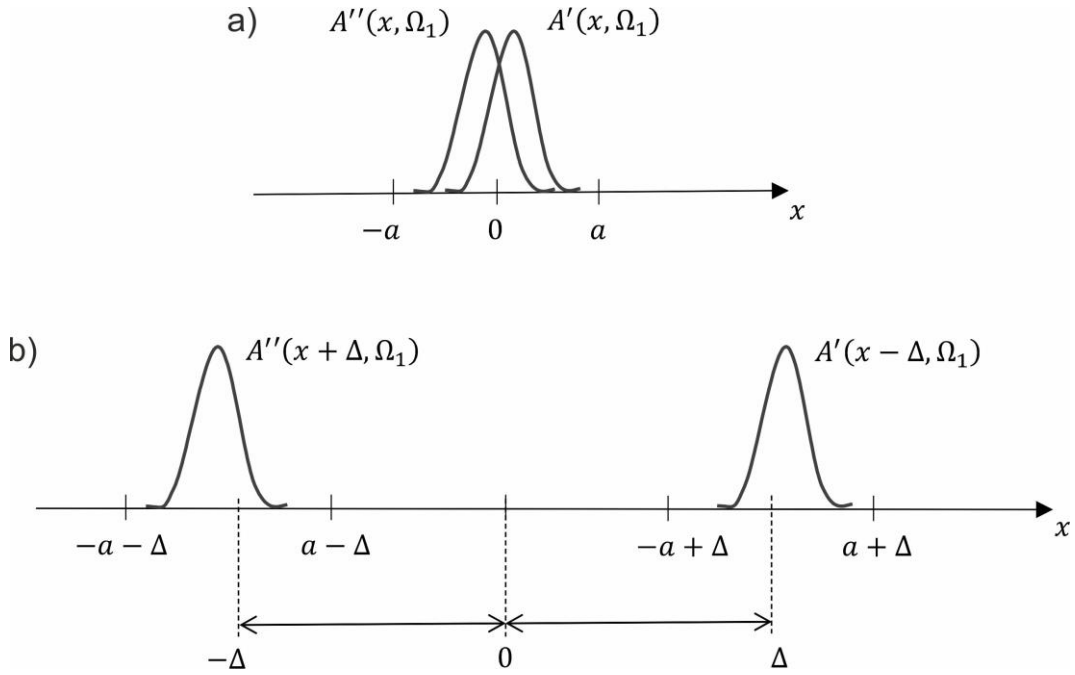 a)
A′′(x, Ω₁) A′(x, Ω₁)
−a 0 a x
b)
A′′(x + Δ, Ω₁) A′(x − Δ, Ω₁)
−a − Δ a − Δ −a + Δ a + Δ x
−Δ 0 Δ